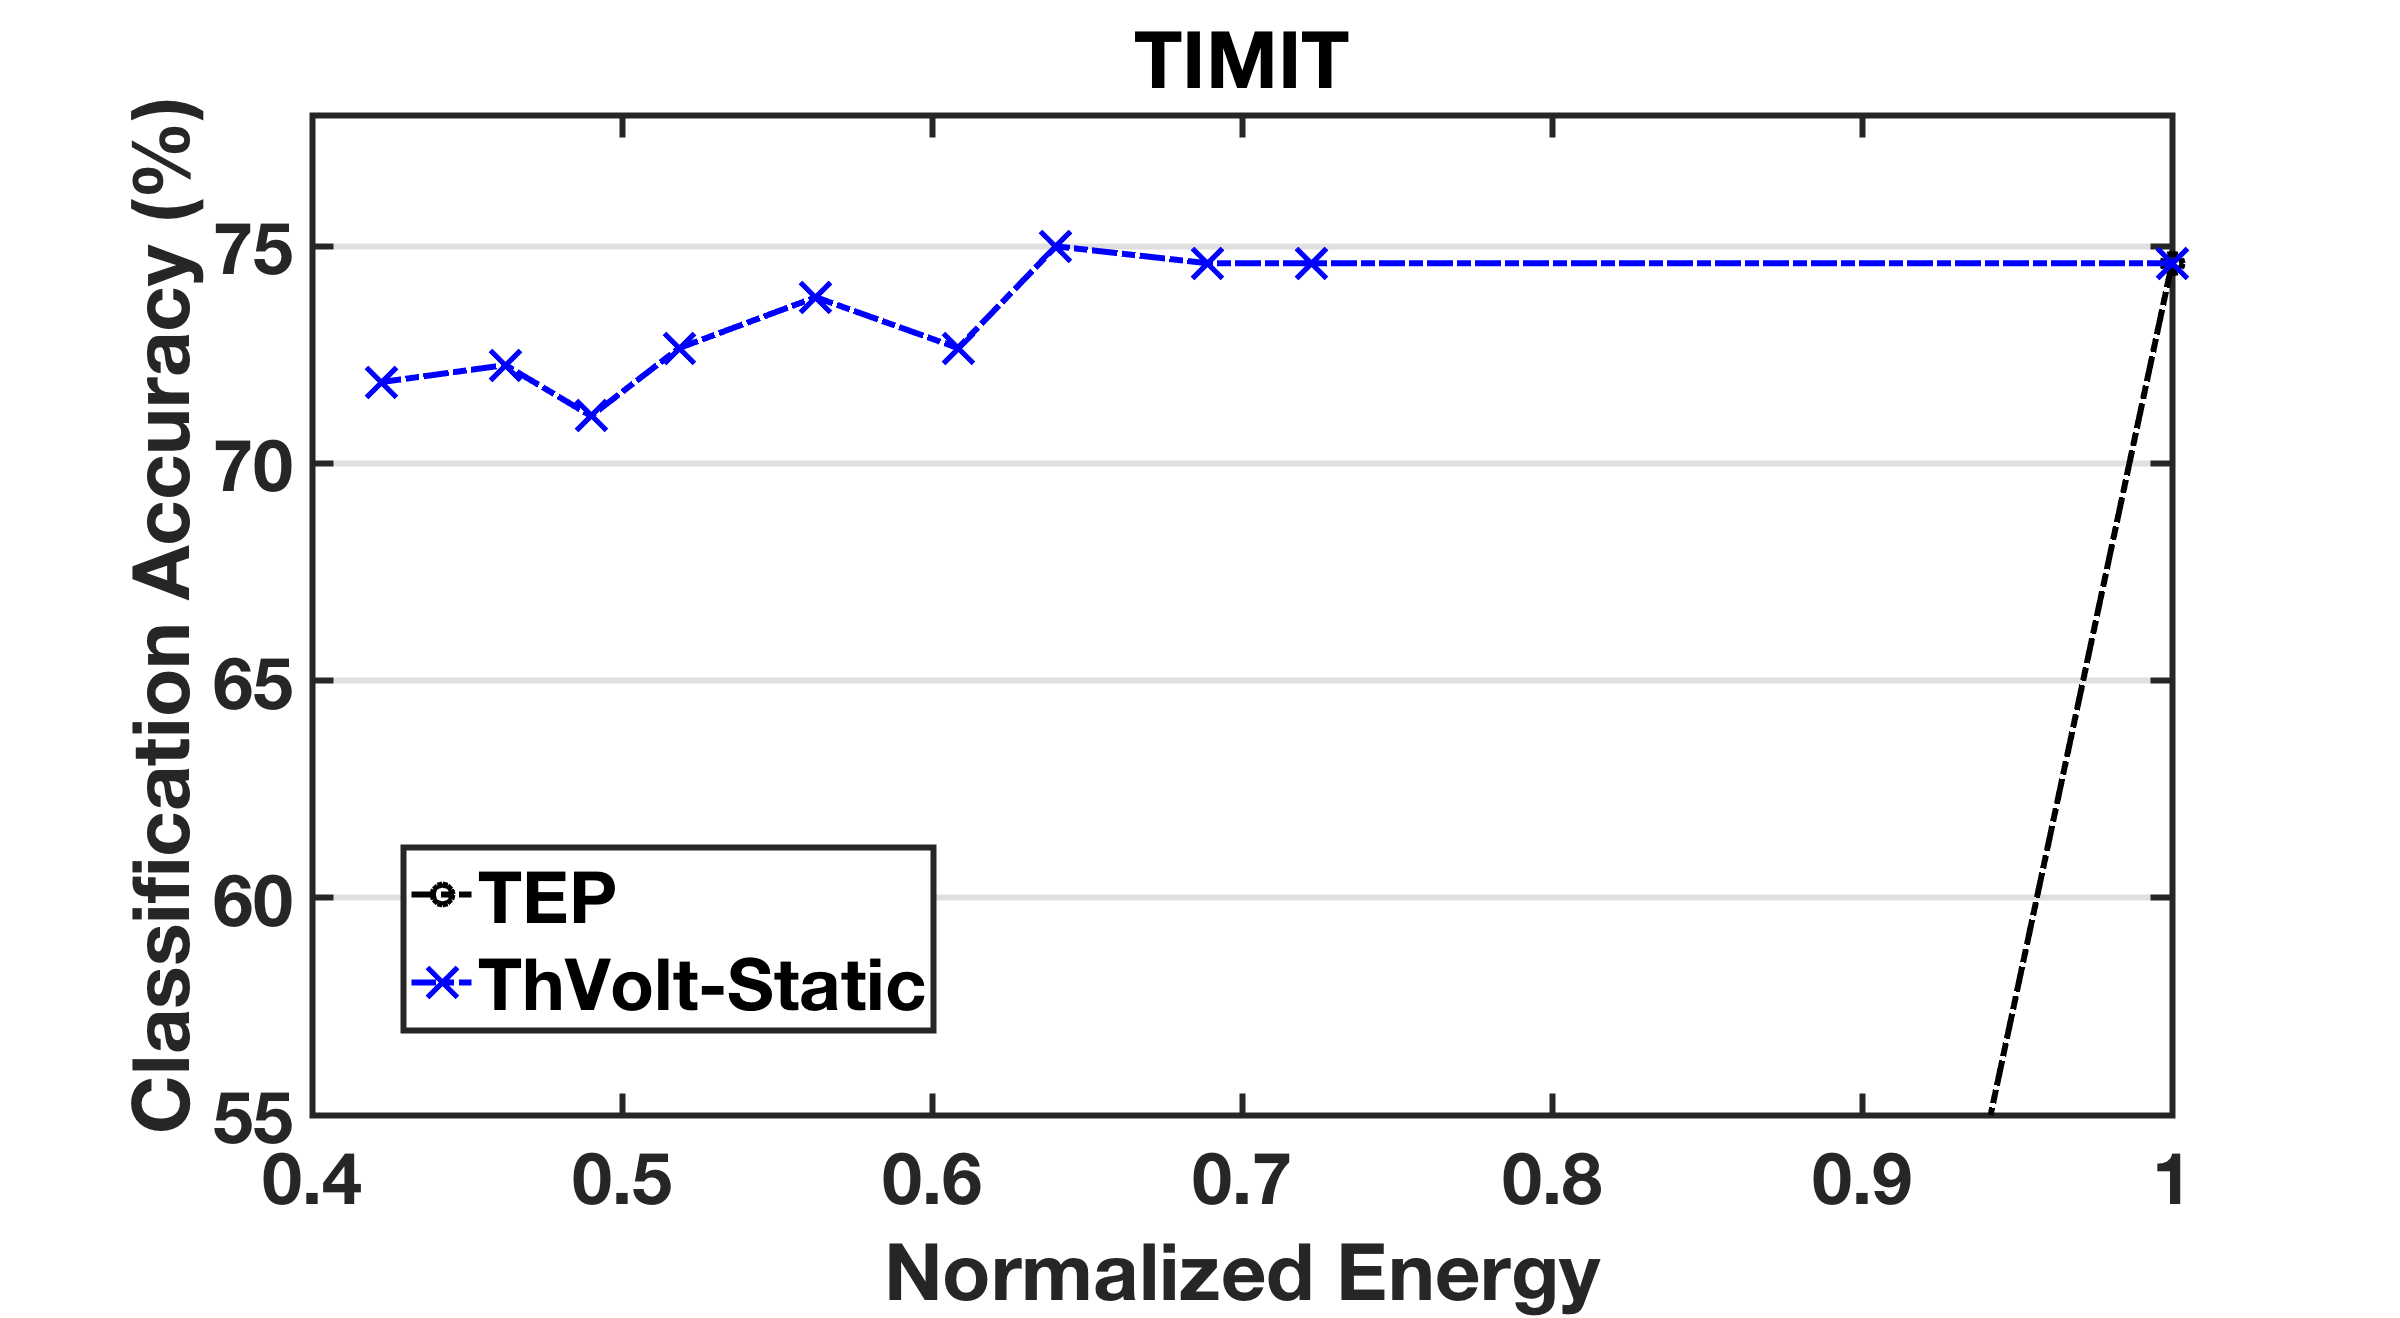 TIMIT
Classification Accuracy (%)
75
70
65
60
55
TEP
ThVolt-Static
0.4 0.5 0.6 0.7 0.8 0.9 1
Normalized Energy